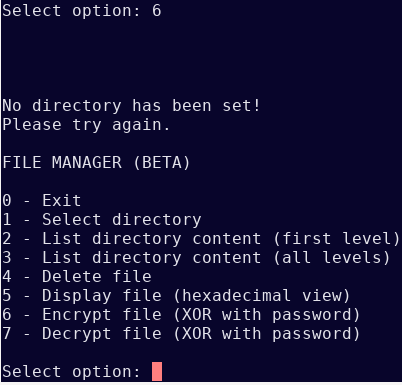 Select option: 6
No directory has been set!
Please try again.
FILE MANAGER (BETA)
0 - Exit
1 - Select directory
2 - List directory content (first level)
3 - List directory content (all levels)
4 - Delete file
5 - Display file (hexadecimal view)
6 - Encrypt file (XOR with password)
7 - Decrypt file (XOR with password)
Select option: